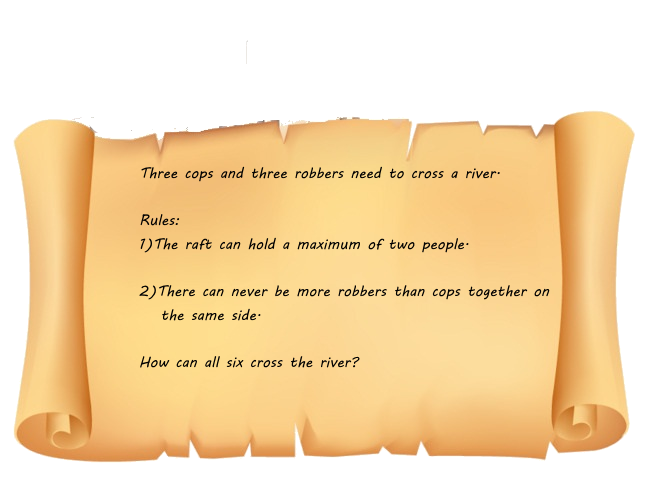 Three cops and three robbers need to cross a river.
Rules:
1)The raft can hold a maximum of two people.
2)There can never be more robbers than cops together on
the same side.
How can all six cross the river?